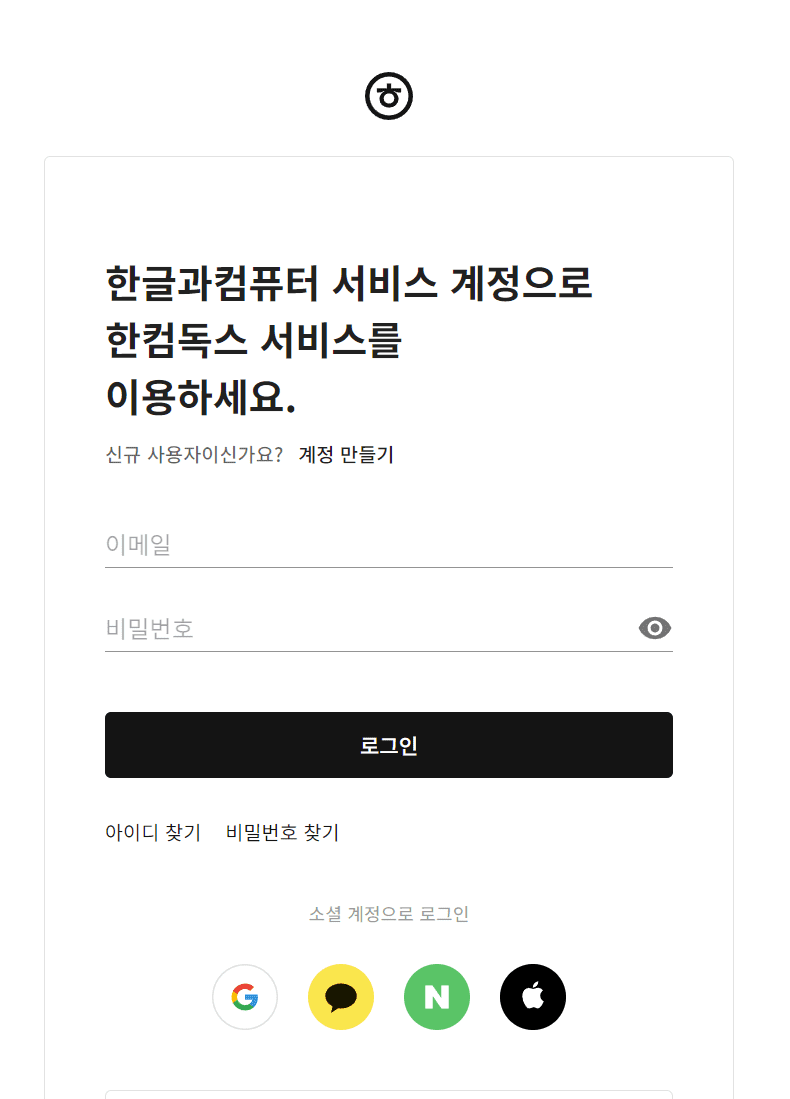 ㅎ
한글과컴퓨터 서비스 계정으로
한컴독스 서비스를
이용하세요.
신규 사용자이신가요? 계정 만들기
이메일
비밀번호
로그인
아이디 찾기 비밀번호 찾기
소셜 계정으로 로그인
G N